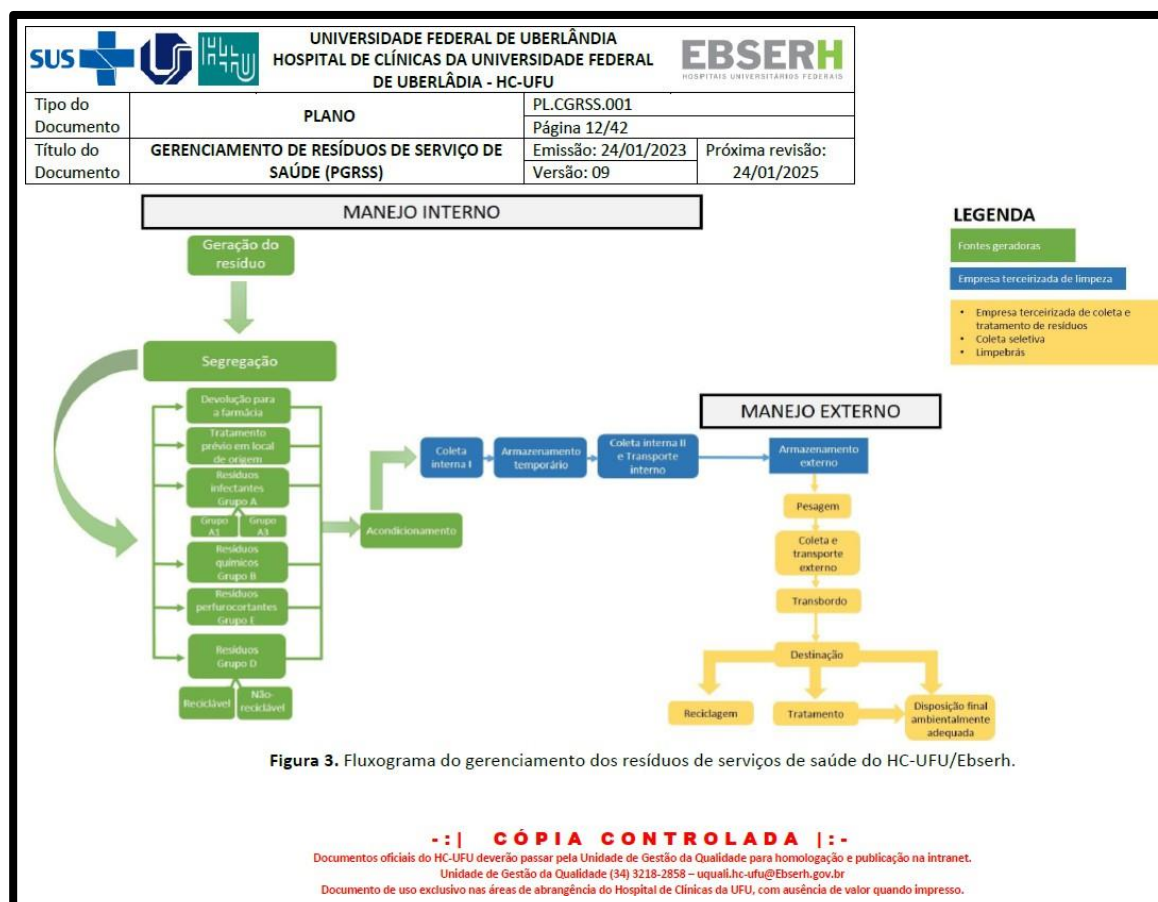 SUS
EBSERH
HOSPITAIS UNIVERSITÁRIOS FEDERAIS
UNIVERSIDADE FEDERAL DE UBERLÂNDIA
HOSPITAL DE CLÍNICAS DA UNIVERSIDADE FEDERAL
DE UBERLÂDIA - HC-UFU
Tipo do
Documento
PLANO
PL.CGRSS.001
Página 12/42
Título do
Documento
GERENCIAMENTO DE RESÍDUOS DE SERVIÇO DE
SAÚDE (PGRSS)
Emissão: 24/01/2023
Próxima revisão:
24/01/2025
Versão: 09
MANEJO INTERNO
LEGENDA
Fontes geradoras
Empresa terceirizada de limpeza
• Empresa terceirizada de coleta e
tratamento de resíduos
• Coleta seletiva
• Limpebrás
Geração do
resíduo
Segregação
Devolução para
a farmácia
Tratamento
prévio em local
de origem
Resíduos
infectantes
Grupo A
Grupo
A1
Grupo
A3
Resíduos
químicos
Grupo B
Resíduos
perfurocortantes
Grupo E
Resíduos
Grupo D
Reciclável
Não-
reciclável
Acondicionamento
Coleta
interna I
Armazenamento
temporário
Coleta interna II
e Transporte
interno
MANEJO EXTERNO
Armazenamento
externo
Pesagem
Coleta e
transporte
externo
Transbordo
Destinação
Reciclagem
Tratamento
Disposição final
ambientalmente
adequada
Figura 3. Fluxograma do gerenciamento dos resíduos de serviços de saúde do HC-UFU/Ebserh.
-:| CÓPIA CONTROLADA |:-
Documentos oficiais do HC-UFU deverão passar pela Unidade de Gestão da Qualidade para homologação e publicação na intranet.
Unidade de Gestão da Qualidade (34) 3218-2858 – uquali.hc-ufu@Ebserh.gov.br
Documento de uso exclusivo nas áreas de abrangência do Hospital de Clínicas da UFU, com ausência de valor quando impresso.